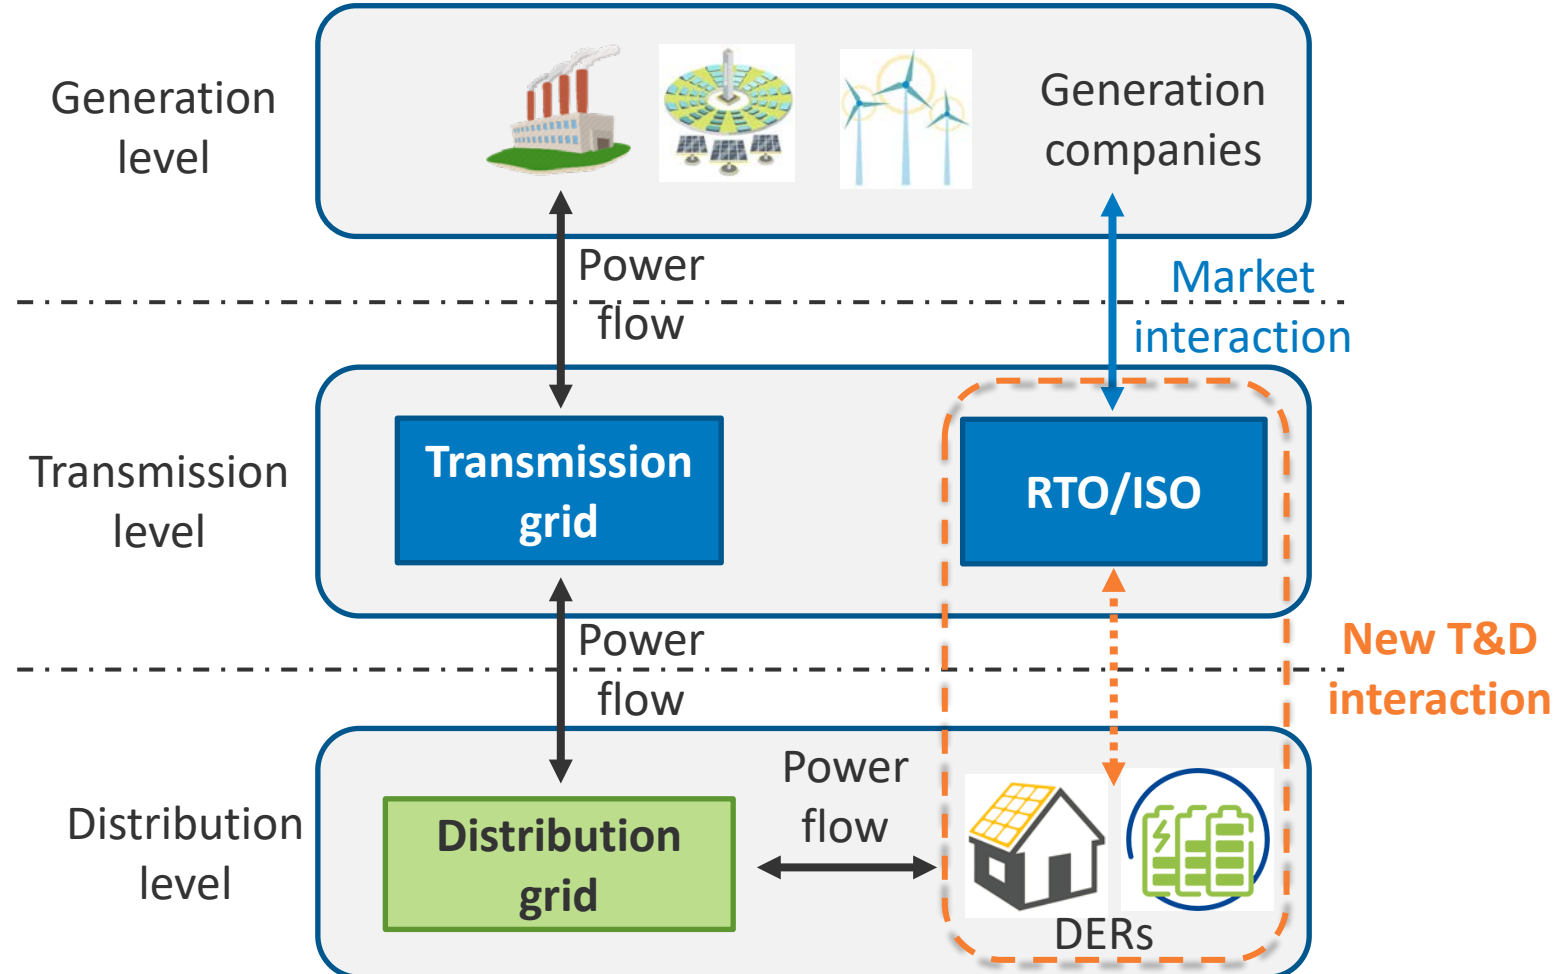 Generation
level
Generation
companies
Power
flow
Market
interaction
Transmission
level
Transmission
grid
RTO/ISO
Power
flow
New T&D
interaction
Distribution
level
Distribution
grid
Power
flow
DERs